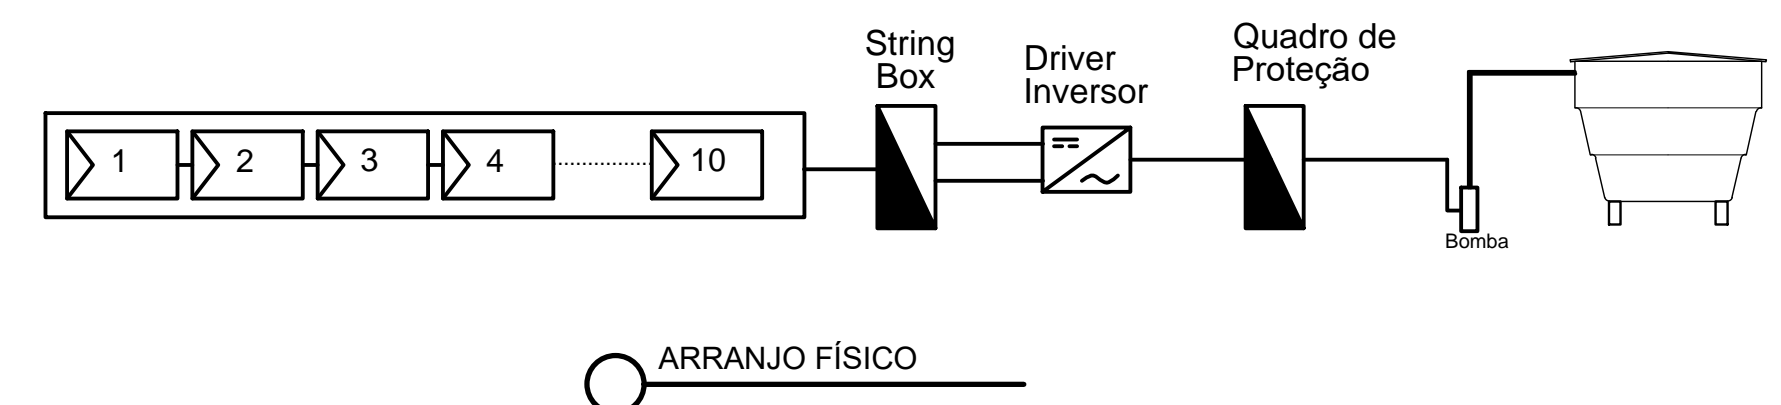 String
Box
Driver
Inversor
Quadro de
Proteção
1
2
3
4
10
Bomba
ARRANJO FÍSICO